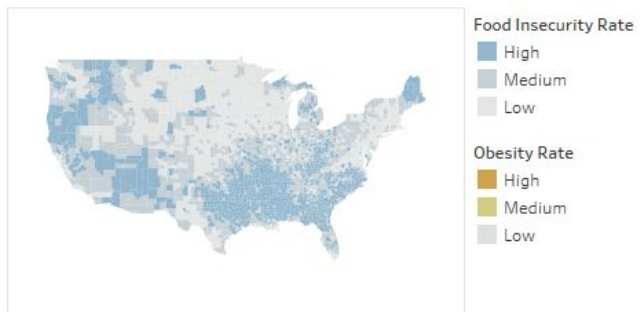 Food Insecurity Rate
High
Medium
Low
Obesity Rate
High
Medium
Low